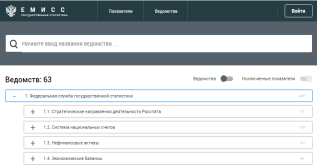 ЕМИСС
ГОСУДАРСТВЕННАЯ СТАТИСТИКА
Показатели
Ведомства
Войти
Начните ввод названия ведомства ...
Ведомств: 63
Ведомства
Исключенные показатели
1. Федеральная служба государственной статистики
1.1. Стратегические направления деятельности Росстата
1.2. Система национальных счетов
1.3. Нефинансовые активы
1.4. Экономические балансы